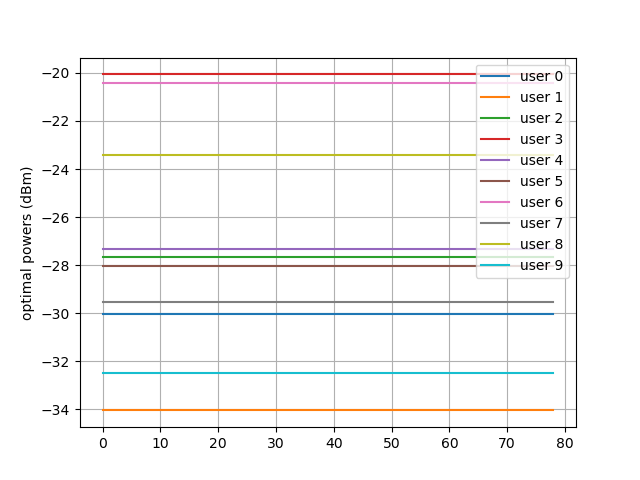 optimal powers (dBm)
−20
−22
−24
−26
−28
−30
−32
−34
0 10 20 30 40 50 60 70 80
user 0
user 1
user 2
user 3
user 4
user 5
user 6
user 7
user 8
user 9